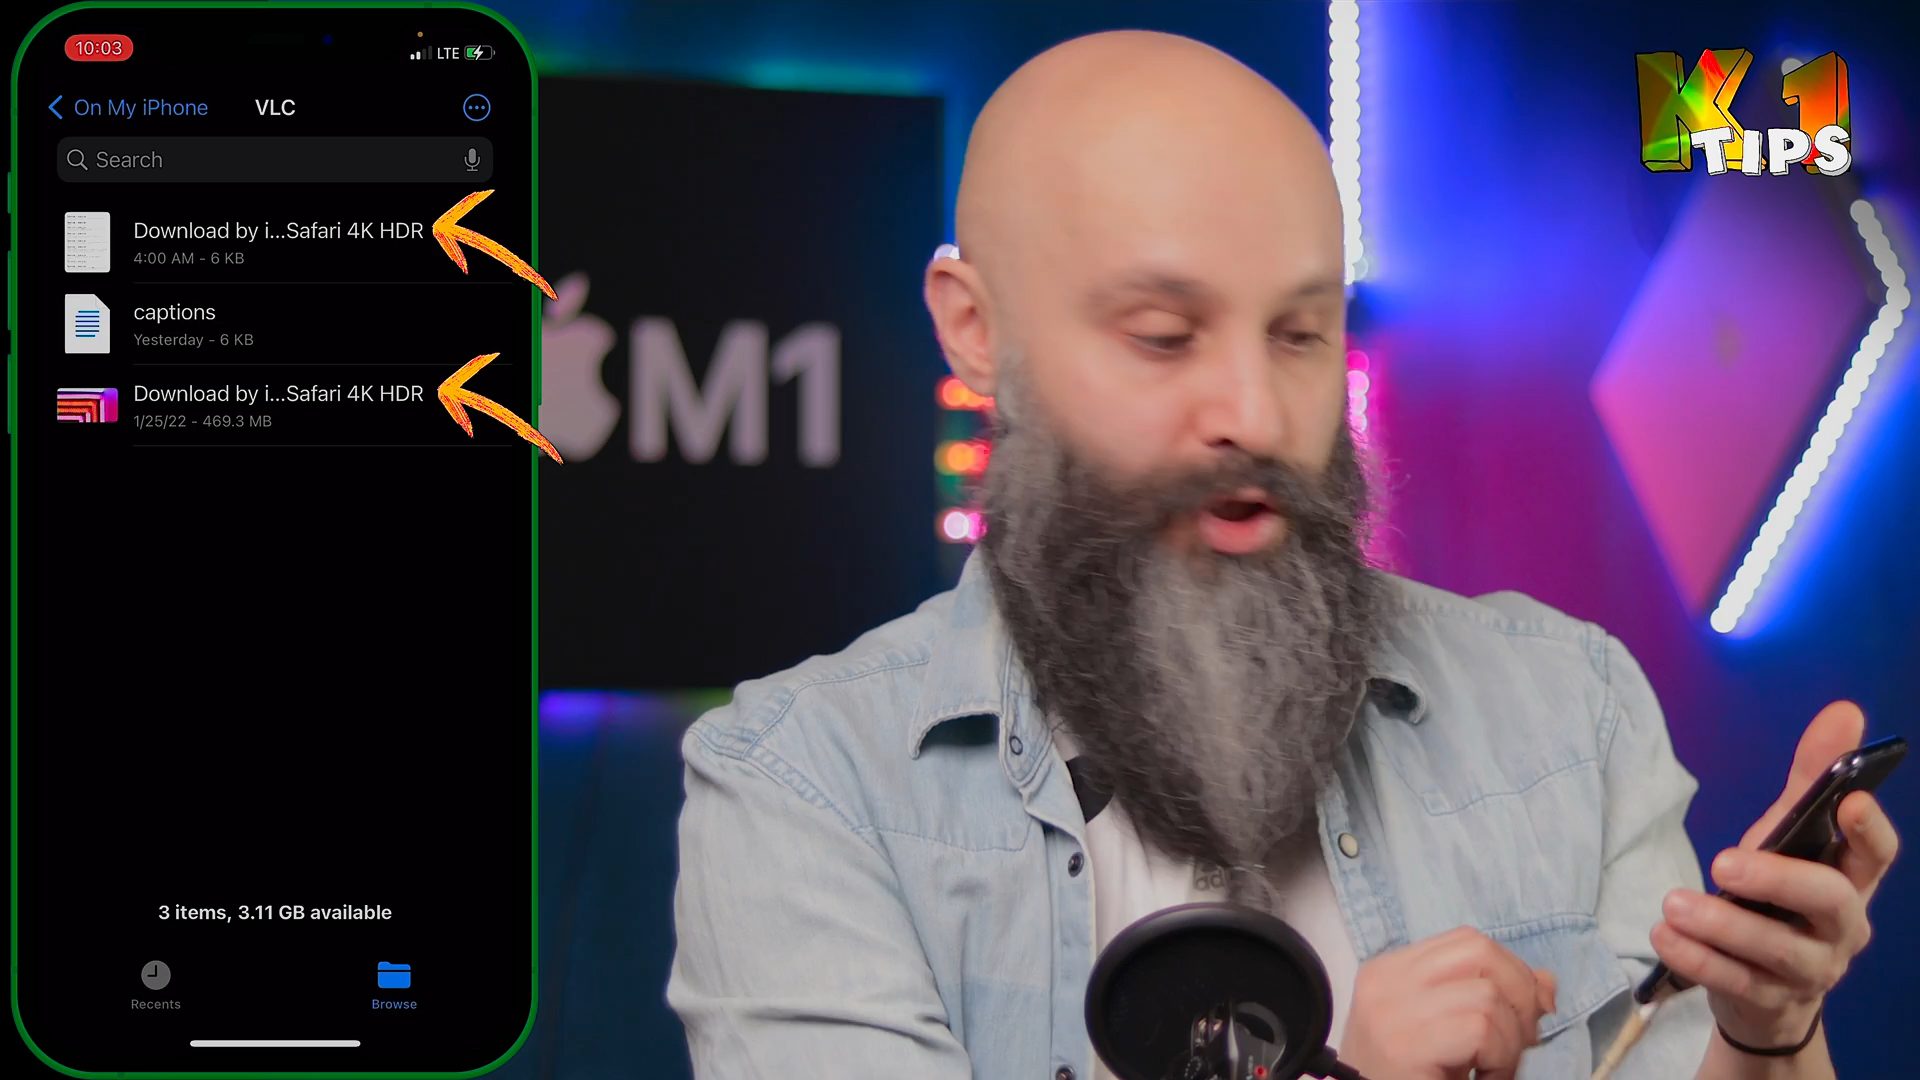 10:03
LTE
On My iPhone
VLC
Search
Download by i...Safari 4K HDR
4:00 AM - 6 KB
captions
Yesterday - 6 KB
Download by i...Safari 4K HDR
1/25/22 - 469.3 MB
3 items, 3.11 GB available
Recents
Browse
M1
K1
TIPS